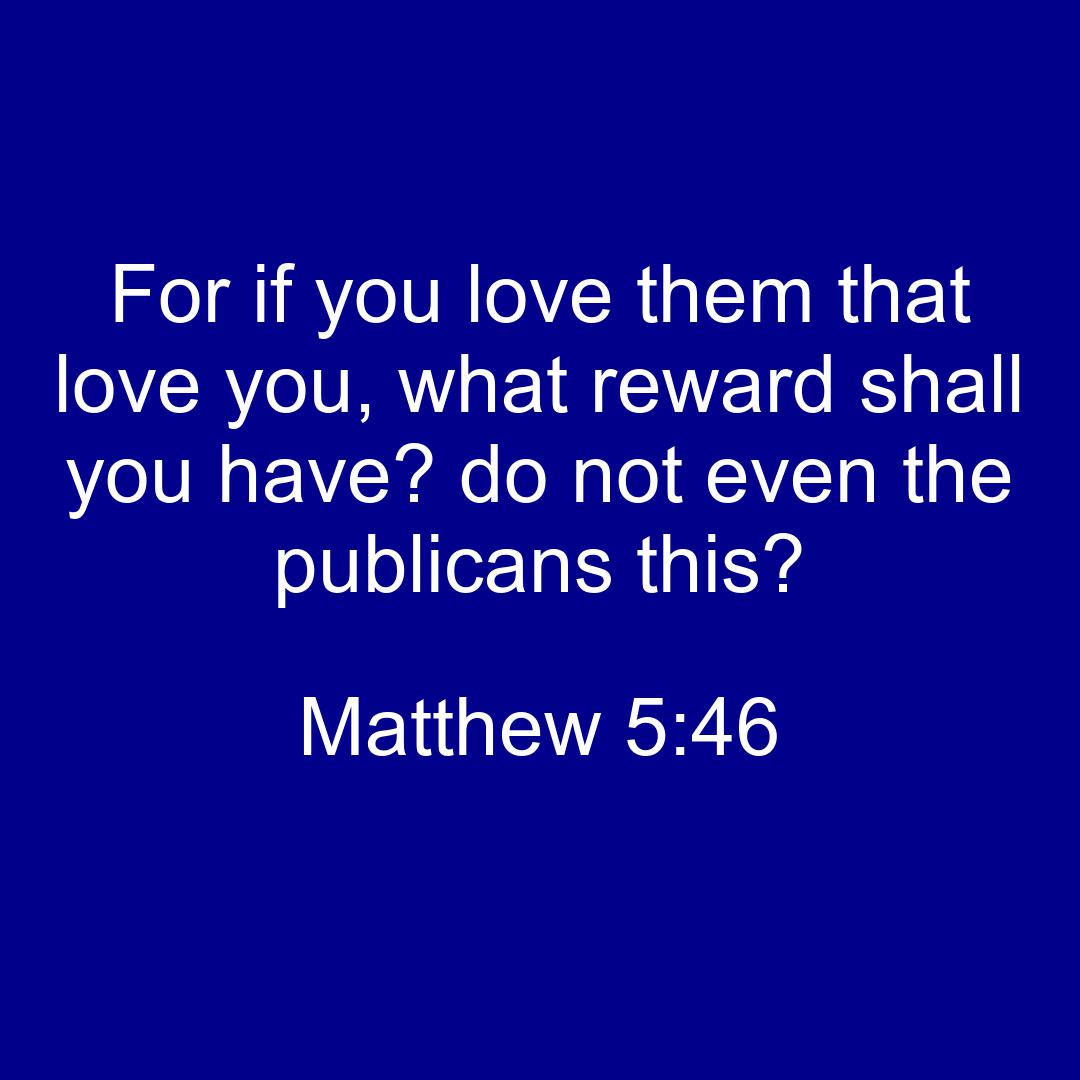 For if you love them that
love you, what reward shall
you have? do not even the
publicans this?
Matthew 5:46